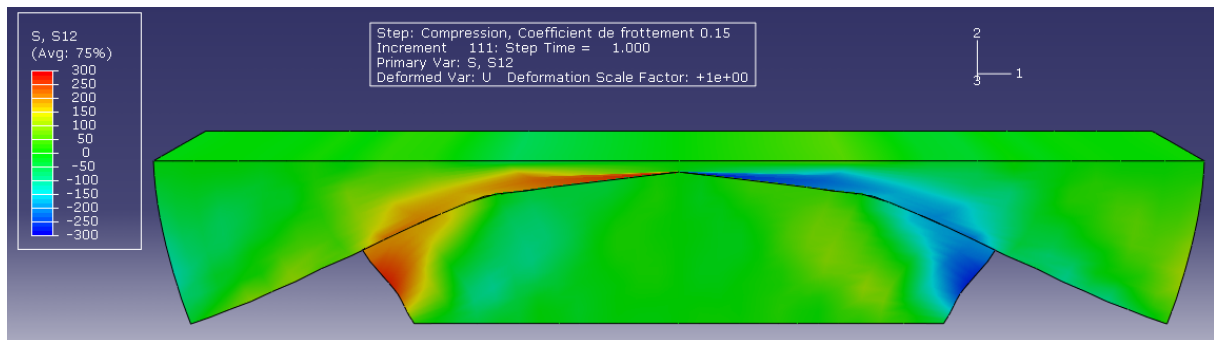 S, S12
(Avg: 75%)
300
250
200
150
100
50
0
-50
-100
-150
-200
-250
-300
Step: Compression, Coefficient de frottement 0.15
Increment 111: Step Time = 1.000
Primary Var: S, S12
Deformed Var: U Deformation Scale Factor: +1e+00
2
1
3